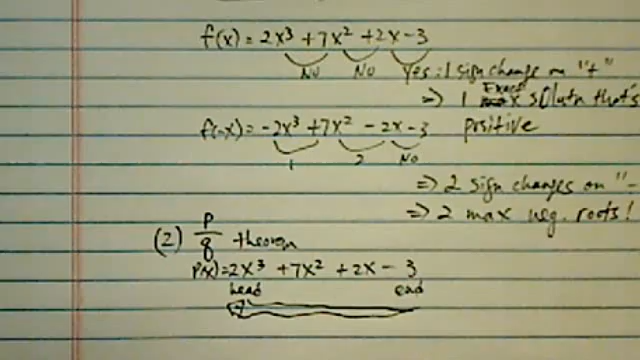 f(x) = 2x³ + 7x² + 2x - 3
No No Yes : 1 sign change on "+"
⇒ 1 Exact solutn that's
positive
f(-x) = -2x³ + 7x² - 2x - 3
1 2 No
⇒ 2 sign changes on "-
⇒ 2 max neg. roots!
(2) p/q theorem
P(x) = 2x³ + 7x² + 2x - 3
head end